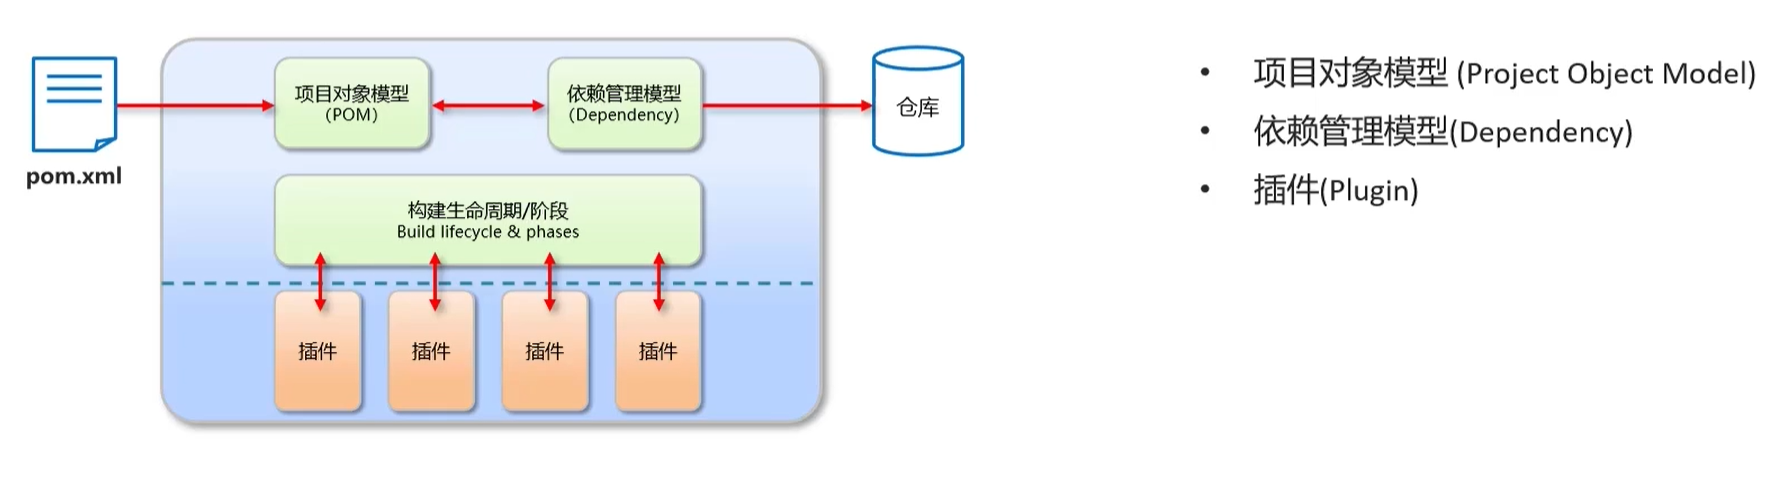 pom.xml
项目对象模型
(POM)
依赖管理模型
(Dependency)
仓库
构建生命周期/阶段
Build lifecycle & phases
插件
插件
插件
插件
• 项目对象模型 (Project Object Model)
• 依赖管理模型(Dependency)
• 插件(Plugin)